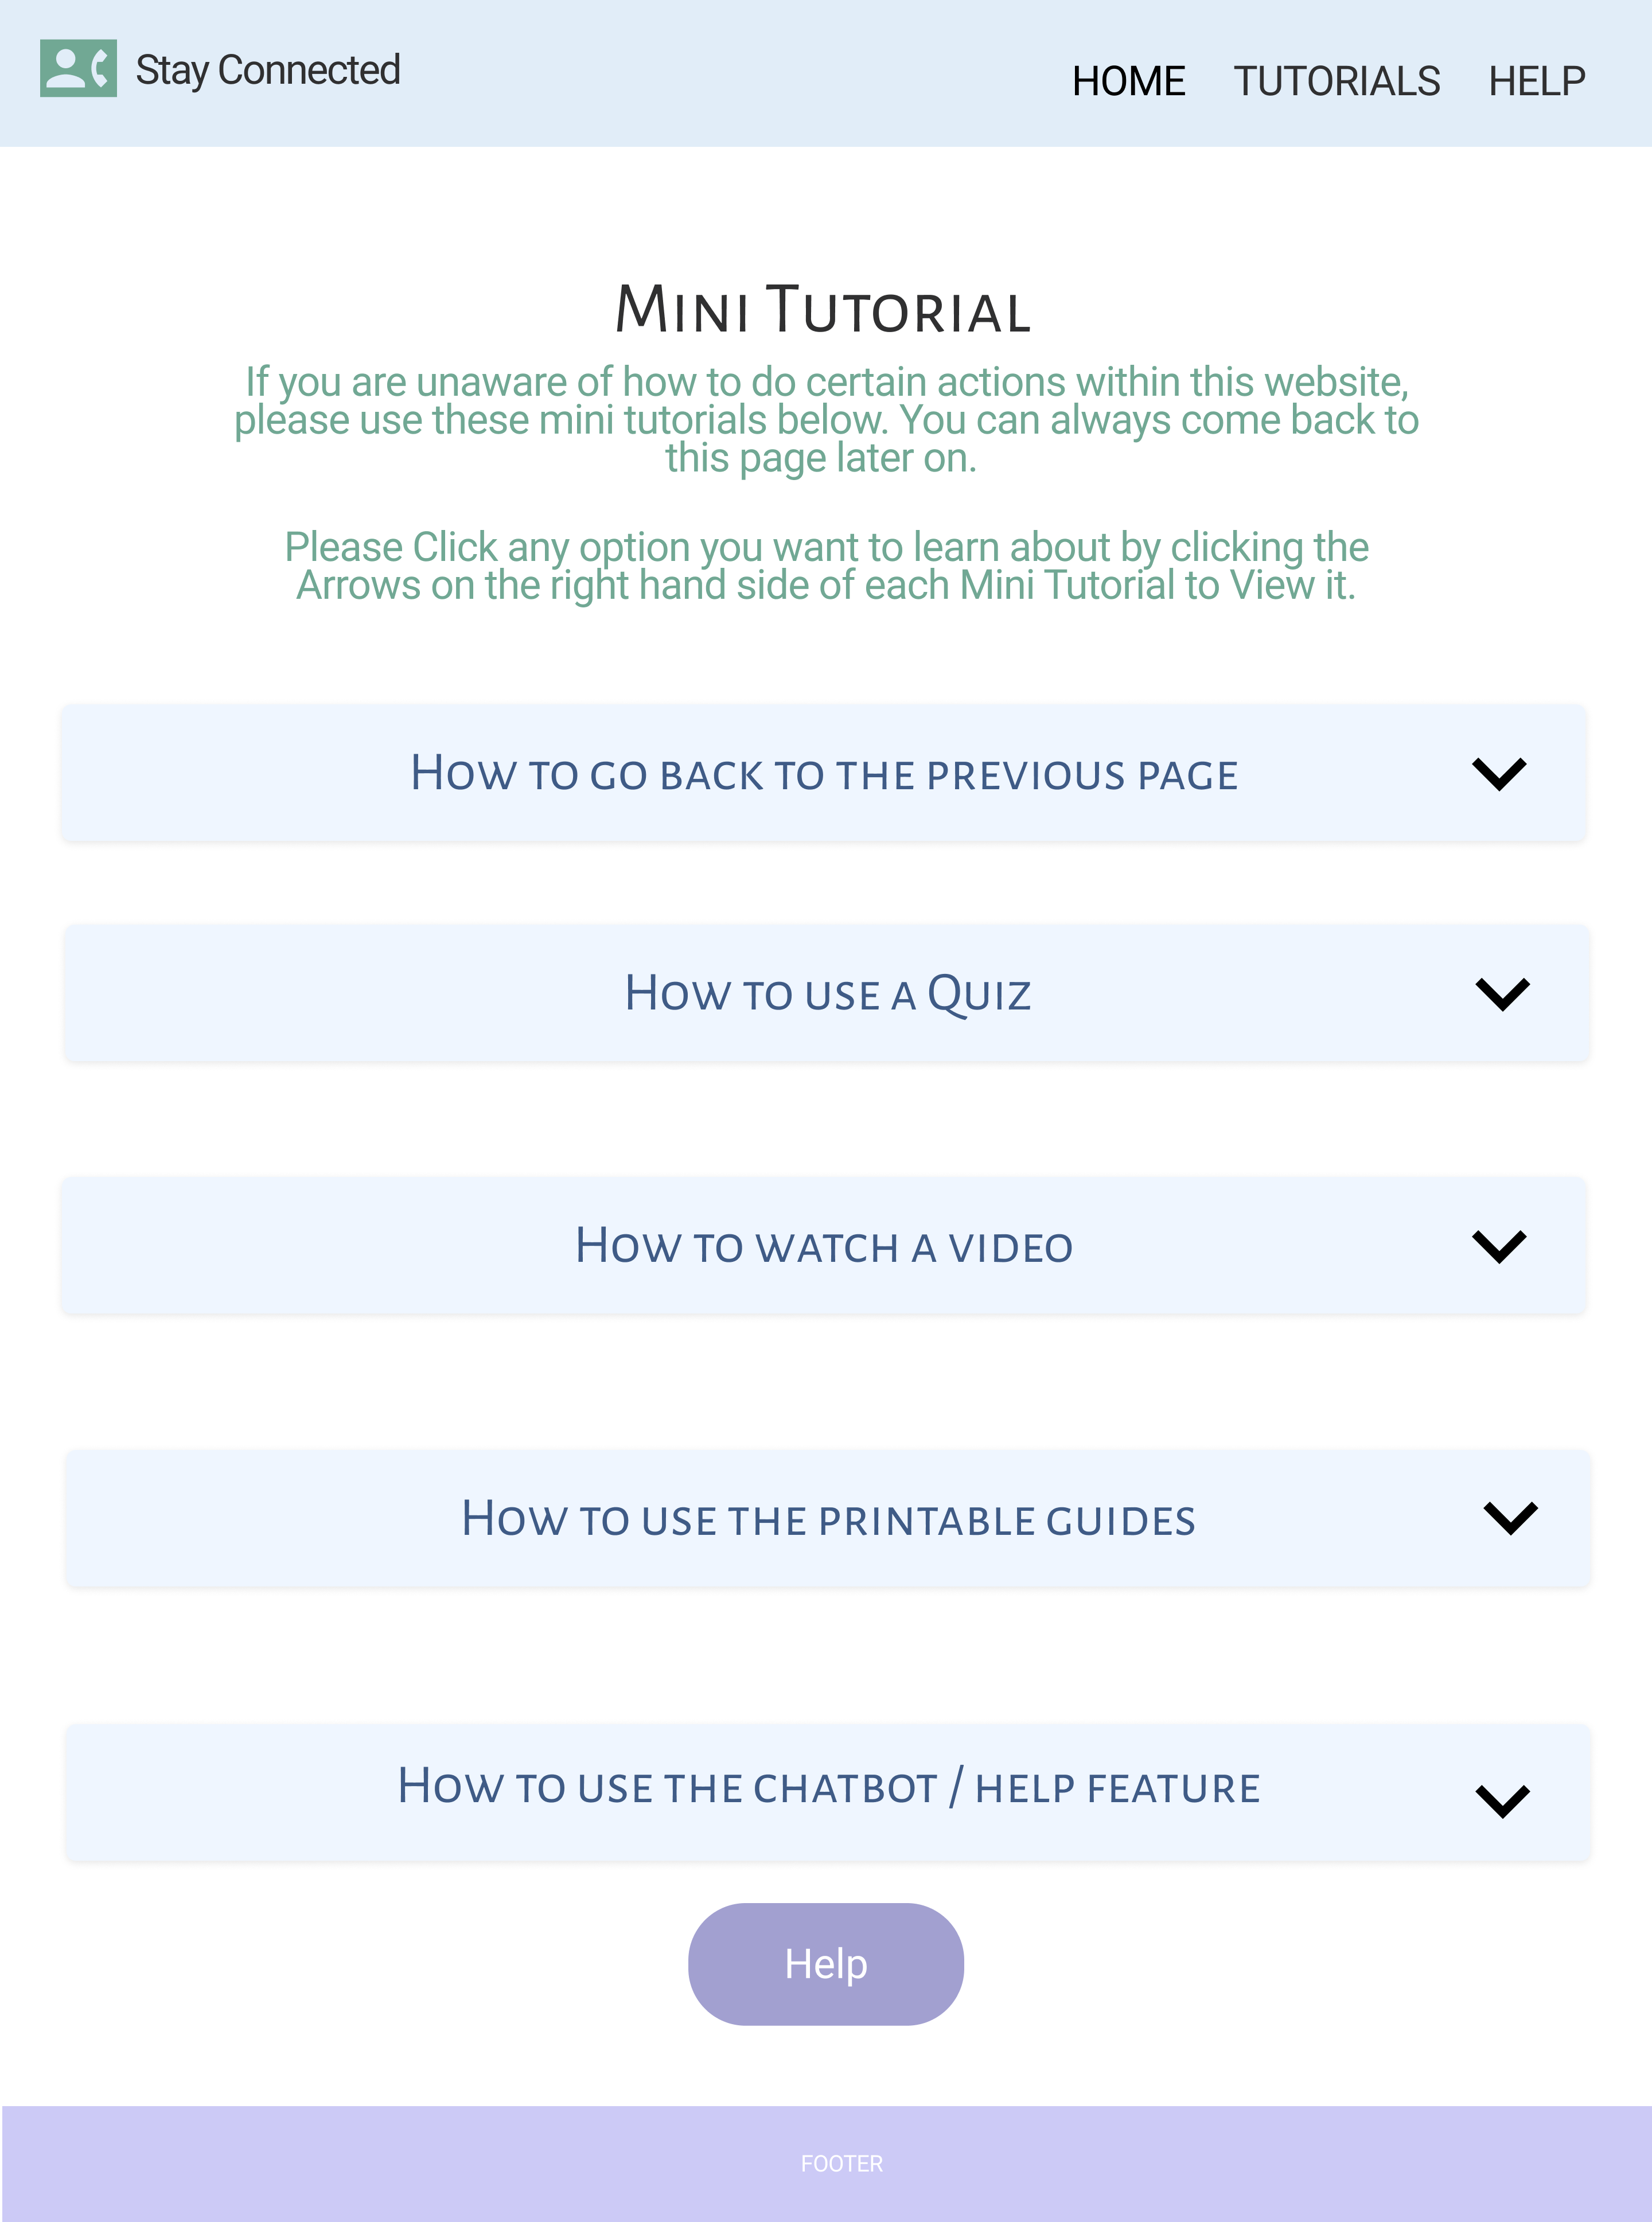 Stay Connected
HOME TUTORIALS HELP
Mini Tutorial
If you are unaware of how to do certain actions within this website,
please use these mini tutorials below. You can always come back to
this page later on.
Please Click any option you want to learn about by clicking the
Arrows on the right hand side of each Mini Tutorial to View it.
How to go back to the previous page
How to use a Quiz
How to watch a video
How to use the printable guides
How to use the chatbot / help feature
Help
FOOTER